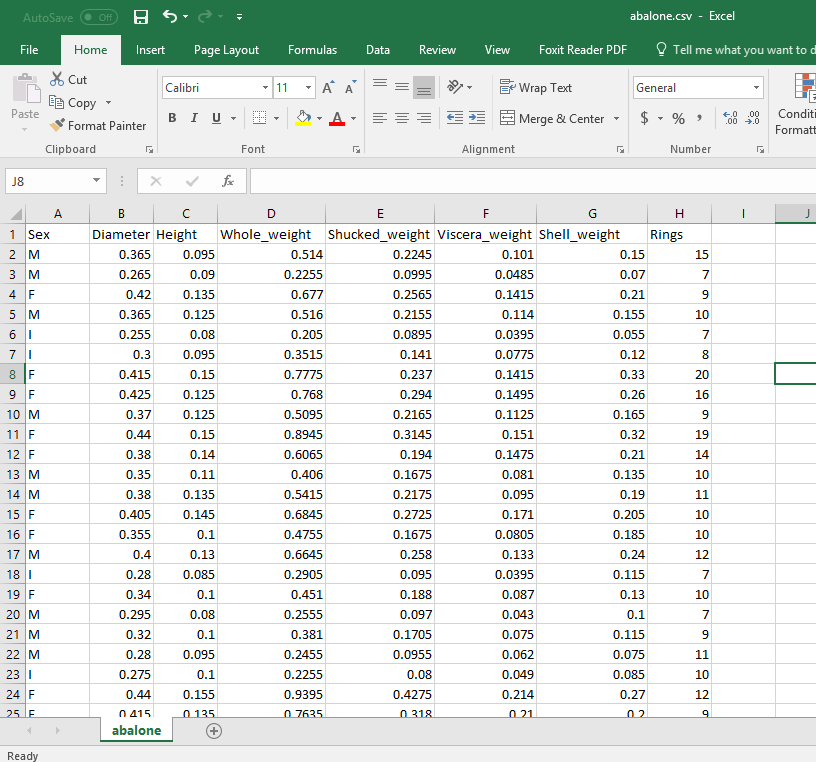 AutoSave Off abalone.csv - Excel
File Home Insert Page Layout Formulas Data Review View Foxit Reader PDF Tell me what you want to d
Paste Cut Copy Format Painter
Calibri 11 A A Wrap Text General
B I U A Merge & Center $ % , .00 .00
Conditi
Formatt
Clipboard Font Alignment Number
J8 fx
A B C D E F G H I J
1 Sex Diameter Height Whole_weight Shucked_weight Viscera_weight Shell_weight Rings
2 M 0.365 0.095 0.514 0.2245 0.101 0.15 15
3 M 0.265 0.09 0.2255 0.0995 0.0485 0.07 7
4 F 0.42 0.135 0.677 0.2565 0.1415 0.21 9
5 M 0.365 0.125 0.516 0.2155 0.114 0.155 10
6 I 0.255 0.08 0.205 0.0895 0.0395 0.055 7
7 I 0.3 0.095 0.3515 0.141 0.0775 0.12 8
8 F 0.415 0.15 0.7775 0.237 0.1415 0.33 20
9 F 0.425 0.125 0.768 0.294 0.1495 0.26 16
10 M 0.37 0.125 0.5095 0.2165 0.1125 0.165 9
11 F 0.44 0.15 0.8945 0.3145 0.151 0.32 19
12 F 0.38 0.14 0.6065 0.194 0.1475 0.21 14
13 M 0.35 0.11 0.406 0.1675 0.081 0.135 10
14 M 0.38 0.135 0.5415 0.2175 0.095 0.19 11
15 F 0.405 0.145 0.6845 0.2725 0.171 0.205 10
16 F 0.355 0.1 0.4755 0.1675 0.0805 0.185 10
17 M 0.4 0.13 0.6645 0.258 0.133 0.24 12
18 I 0.28 0.085 0.2905 0.095 0.0395 0.115 7
19 F 0.34 0.1 0.451 0.188 0.087 0.13 10
20 M 0.295 0.08 0.2555 0.097 0.043 0.1 7
21 M 0.32 0.1 0.381 0.1705 0.075 0.115 9
22 M 0.28 0.095 0.2455 0.0955 0.062 0.075 11
23 I 0.275 0.1 0.2255 0.08 0.049 0.085 10
24 F 0.44 0.155 0.9395 0.4275 0.214 0.27 12
25 F 0.415 0.135 0.7635 0.318 0.21 0.2 9
abalone
Ready